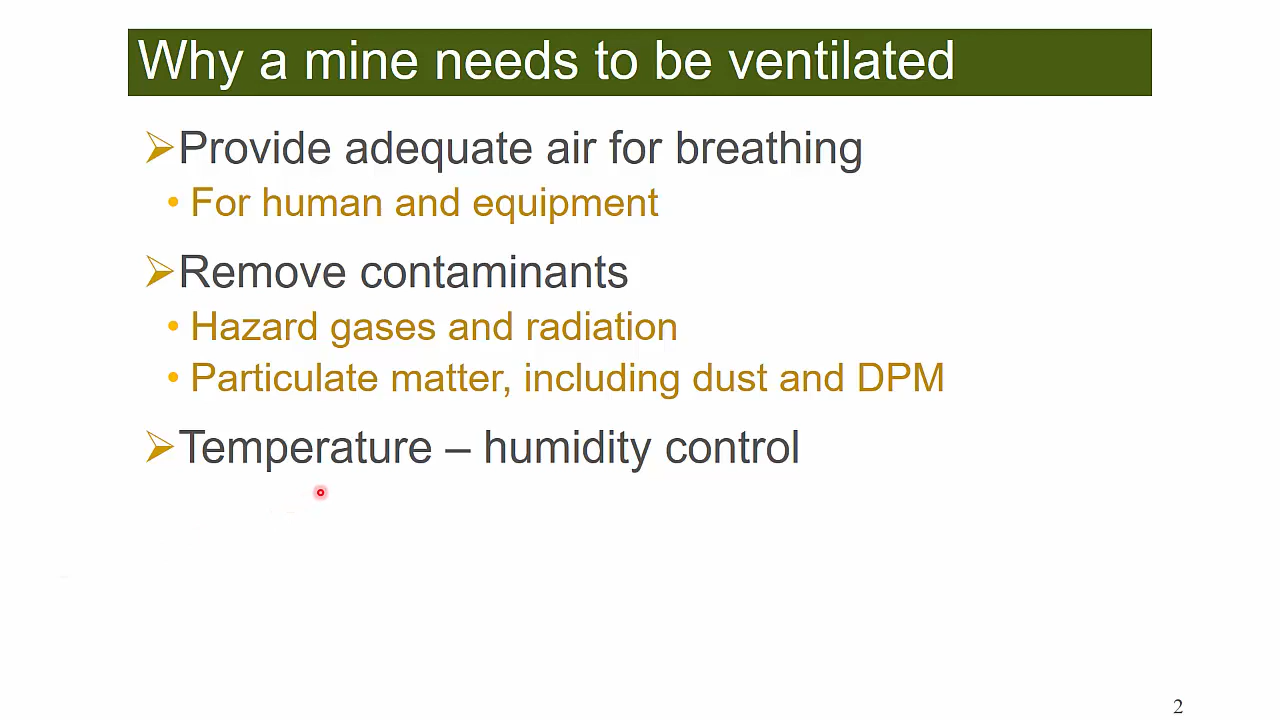 Why a mine needs to be ventilated
Provide adequate air for breathing
• For human and equipment
Remove contaminants
• Hazard gases and radiation
• Particulate matter, including dust and DPM
Temperature – humidity control
2